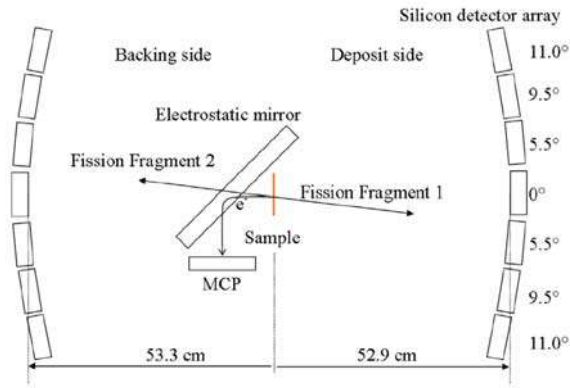 Silicon detector array
Backing side
Deposit side
11.0°
9.5°
Electrostatic mirror
5.5°
Fission Fragment 2
Fission Fragment 1
0°
e-
Sample
5.5°
MCP
9.5°
11.0°
53.3 cm
52.9 cm